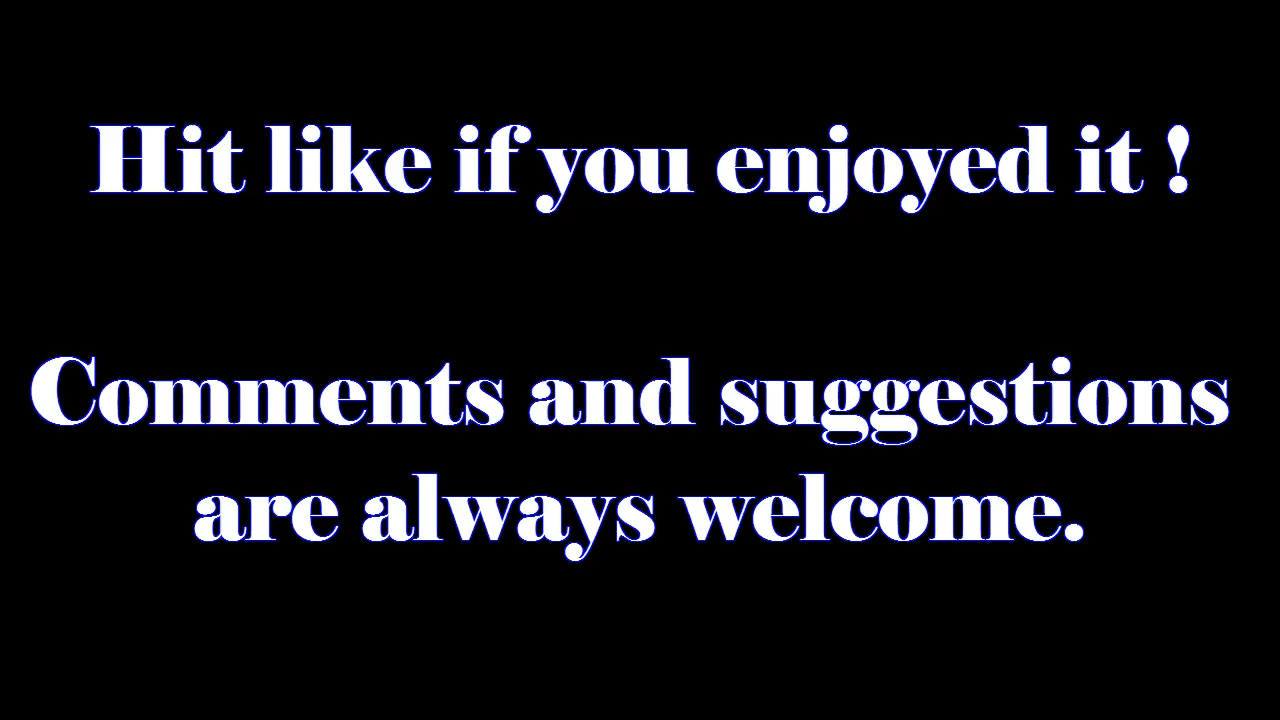 Hit like if you enjoyed it !
Comments and suggestions
are always welcome.